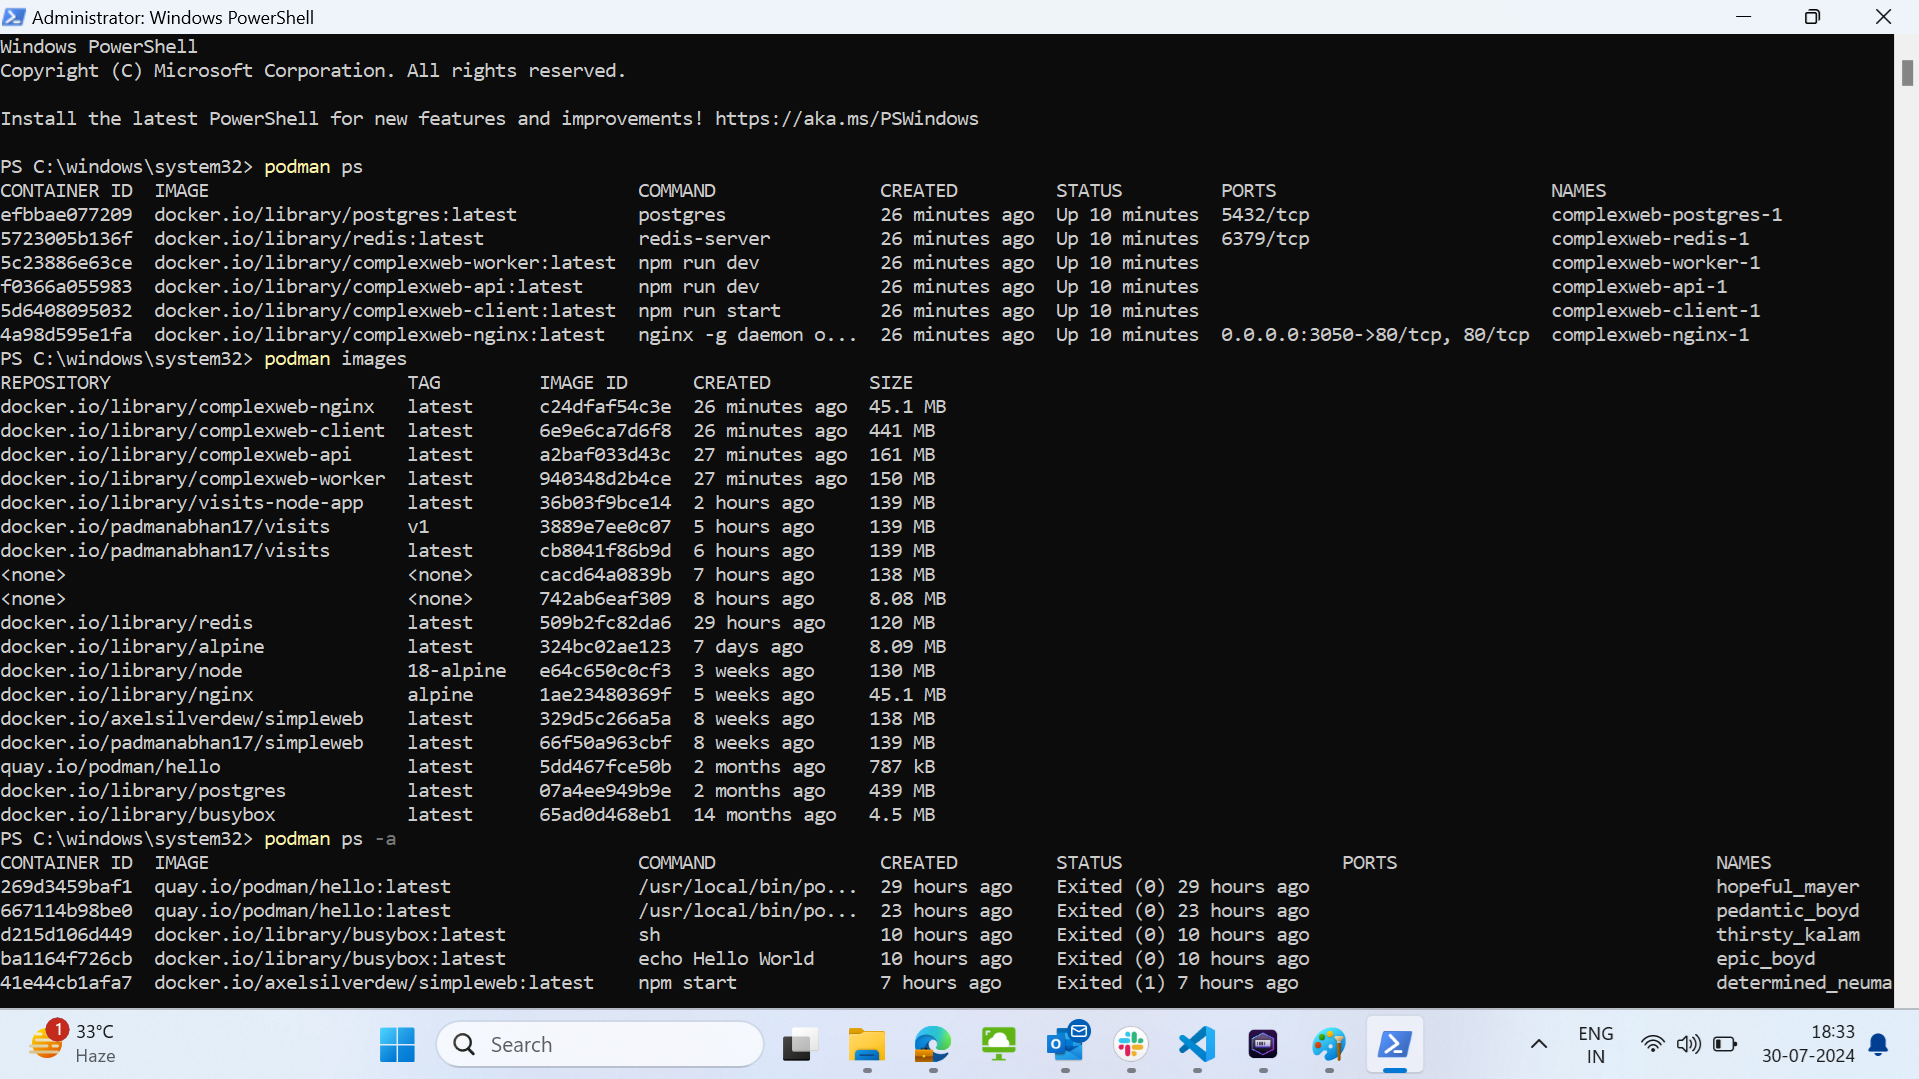 Administrator: Windows PowerShell
Windows PowerShell
Copyright (C) Microsoft Corporation. All rights reserved.
Install the latest PowerShell for new features and improvements! https://aka.ms/PSWindows
PS C:\windows\system32> podman ps
CONTAINER ID  IMAGE  COMMAND  CREATED  STATUS  PORTS  NAMES
efbbae077209  docker.io/library/postgres:latest  postgres  26 minutes ago  Up 10 minutes  5432/tcp  complexweb-postgres-1
5723005b136f  docker.io/library/redis:latest  redis-server  26 minutes ago  Up 10 minutes  6379/tcp  complexweb-redis-1
5c23886e63ce  docker.io/library/complexweb-worker:latest  npm run dev  26 minutes ago  Up 10 minutes  complexweb-worker-1
f0366a055983  docker.io/library/complexweb-api:latest  npm run dev  26 minutes ago  Up 10 minutes  complexweb-api-1
5d6408095032  docker.io/library/complexweb-client:latest  npm run start  26 minutes ago  Up 10 minutes  complexweb-client-1
4a98d595e1fa  docker.io/library/complexweb-nginx:latest  nginx -g daemon o...  26 minutes ago  Up 10 minutes  0.0.0.0:3050->80/tcp, 80/tcp  complexweb-nginx-1
PS C:\windows\system32> podman images
REPOSITORY  TAG  IMAGE ID  CREATED  SIZE
docker.io/library/complexweb-nginx  latest  c24dfaf54c3e  26 minutes ago  45.1 MB
docker.io/library/complexweb-client  latest  6e9e6ca7d6f8  26 minutes ago  441 MB
docker.io/library/complexweb-api  latest  a2baf033d43c  27 minutes ago  161 MB
docker.io/library/complexweb-worker  latest  940348d2b4ce  27 minutes ago  150 MB
docker.io/library/visits-node-app  latest  36b03f9bce14  2 hours ago  139 MB
docker.io/padmanabhan17/visits  v1  3889e7ee0c07  5 hours ago  139 MB
docker.io/padmanabhan17/visits  latest  cb8041f86b9d  6 hours ago  139 MB
<none>  <none>  cacd64a0839b  7 hours ago  138 MB
<none>  <none>  742ab6eaf309  8 hours ago  8.08 MB
docker.io/library/redis  latest  509b2fc82da6  29 hours ago  120 MB
docker.io/library/alpine  latest  324bc02ae123  7 days ago  8.09 MB
docker.io/library/node  18-alpine  e64c650c0cf3  3 weeks ago  130 MB
docker.io/library/nginx  alpine  1ae23480369f  5 weeks ago  45.1 MB
docker.io/axelsilverdew/simpleweb  latest  329d5c266a5a  8 weeks ago  138 MB
docker.io/padmanabhan17/simpleweb  latest  66f50a963cbf  8 weeks ago  139 MB
quay.io/podman/hello  latest  5dd467fce50b  2 months ago  787 kB
docker.io/library/postgres  latest  07a4ee949b9e  2 months ago  439 MB
docker.io/library/busybox  latest  65ad0d468eb1  14 months ago  4.5 MB
PS C:\windows\system32> podman ps -a
CONTAINER ID  IMAGE  COMMAND  CREATED  STATUS  PORTS  NAMES
269d3459baf1  quay.io/podman/hello:latest  /usr/local/bin/po...  29 hours ago  Exited (0) 29 hours ago  hopeful_mayer
667114b98be0  quay.io/podman/hello:latest  /usr/local/bin/po...  23 hours ago  Exited (0) 23 hours ago  pedantic_boyd
d215d106d449  docker.io/library/busybox:latest  sh  10 hours ago  Exited (0) 10 hours ago  thirsty_kalam
ba1164f726cb  docker.io/library/busybox:latest  echo Hello World  10 hours ago  Exited (0) 10 hours ago  epic_boyd
41e44cb1afa7  docker.io/axelsilverdew/simpleweb:latest  npm start  7 hours ago  Exited (1) 7 hours ago  determined_neuma
1  33°C
Haze
Search
ENG
IN
18:33
30-07-2024